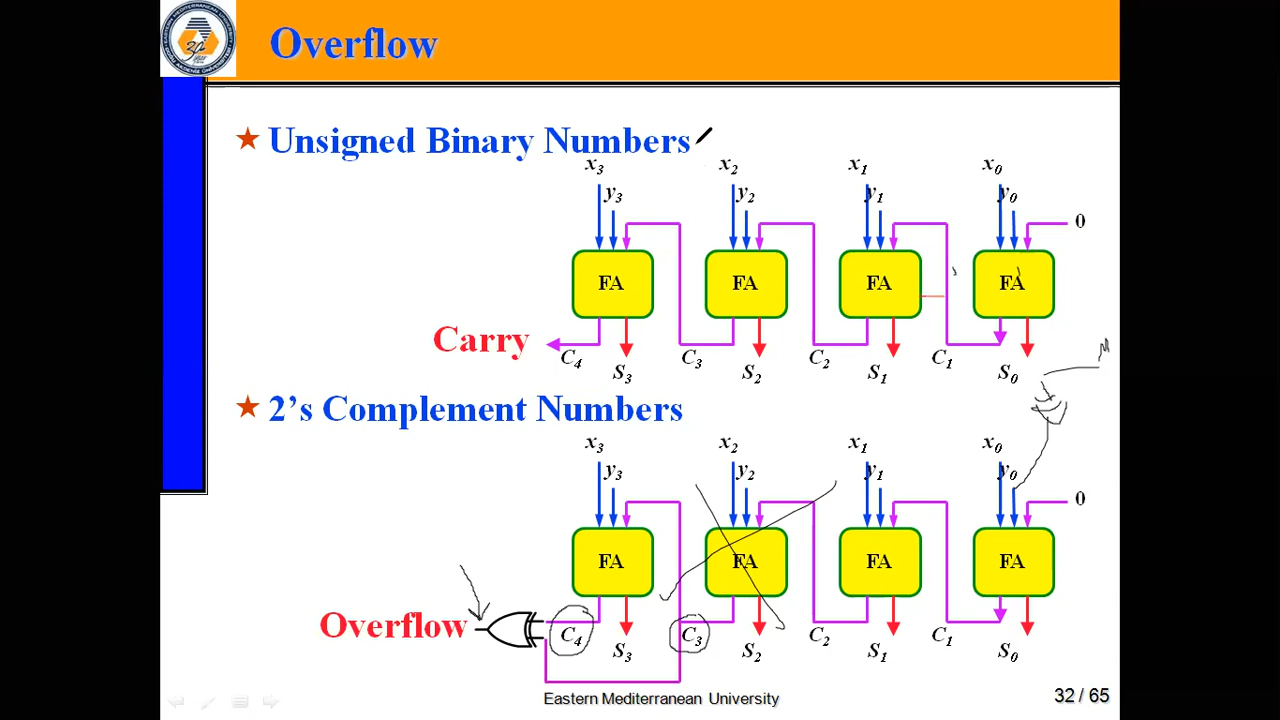 Overflow
★ Unsigned Binary Numbers
x3 x2 x1 x0
y3 y2 y1 y0
0
FA FA FA FA
Carry
C4 C3 C2 C1
S3 S2 S1 S0
M
★ 2’s Complement Numbers
x3 x2 x1 x0
y3 y2 y1 y0
0
FA FA FA FA
Overflow
C4 C3 C2 C1
S3 S2 S1 S0
Eastern Mediterranean University
32 / 65